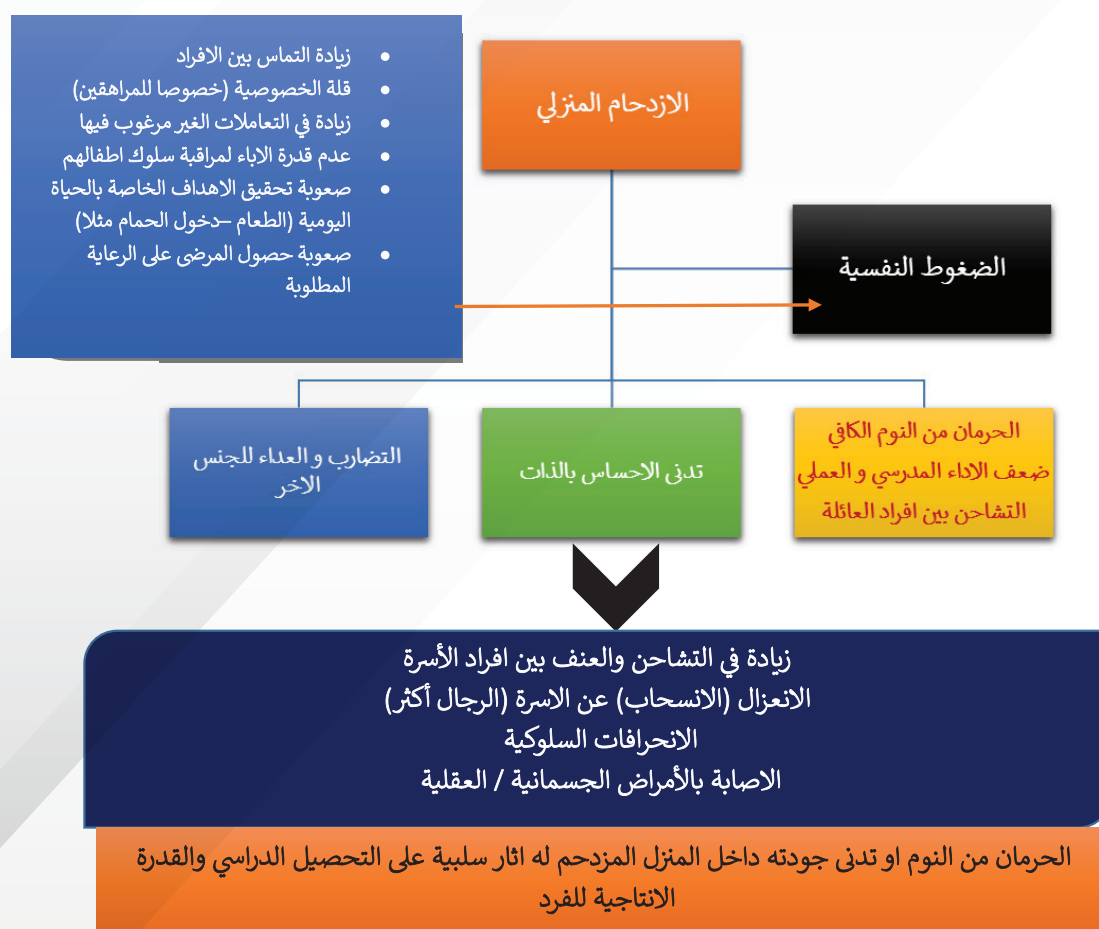 الازدحام المنزلي
زيادة التماس بين الافراد
قلة الخصوصية (خصوصا للمراهقين)
زيادة في التعاملات الغير مرغوب فيها
عدم قدرة الاباء لمراقبة سلوك اطفالهم
صعوبة تحقيق الاهداف الخاصة بالحياة
اليومية (الطعام –دخول الحمام مثلا)
صعوبة حصول المرضى على الرعاية
المطلوبة
الضغوط النفسية
الحرمان من النوم الكافي
ضعف الاداء المدرسي و العملي
التشاحن بين افراد العائلة
تدنى الاحساس بالذات
التضارب و العداء للجنس
الاخر
زيادة في التشاحن والعنف بين افراد الأسرة
الانعزال (الانسحاب) عن الاسرة (الرجال أكثر)
الانحرافات السلوكية
الاصابة بالأمراض الجسمانية / العقلية
الحرمان من النوم او تدنى جودته داخل المنزل المزدحم له اثار سلبية على التحصيل الدراسي والقدرة
الانتاجية للفرد